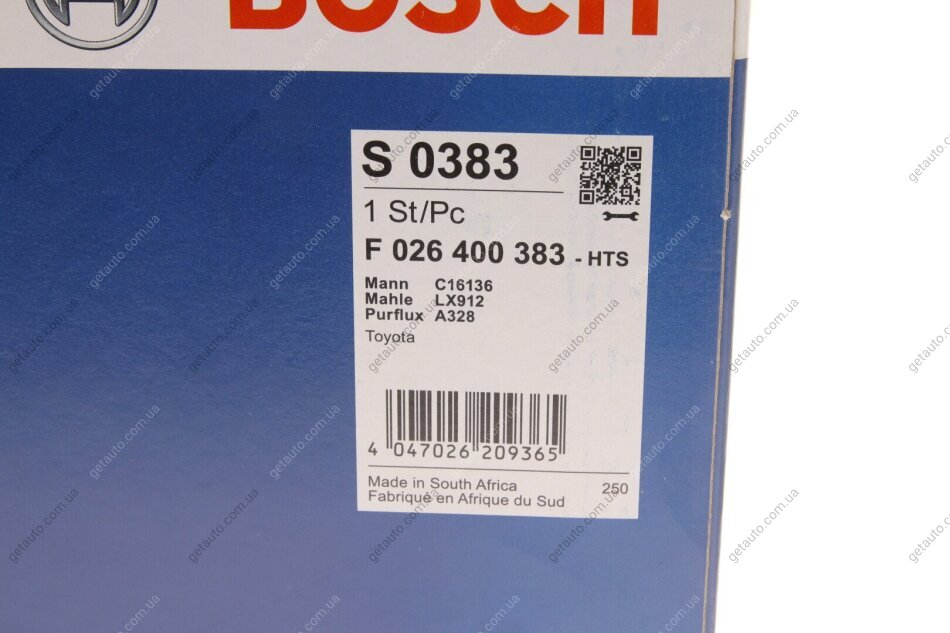 BOSCH
S 0383
1 St/Pc
F 026 400 383 - HTS
Mann C16136
Mahle LX912
Purflux A328
Toyota
4 047026 209365
Made in South Africa 250
Fabriqué en Afrique du Sud
getauto.com.ua